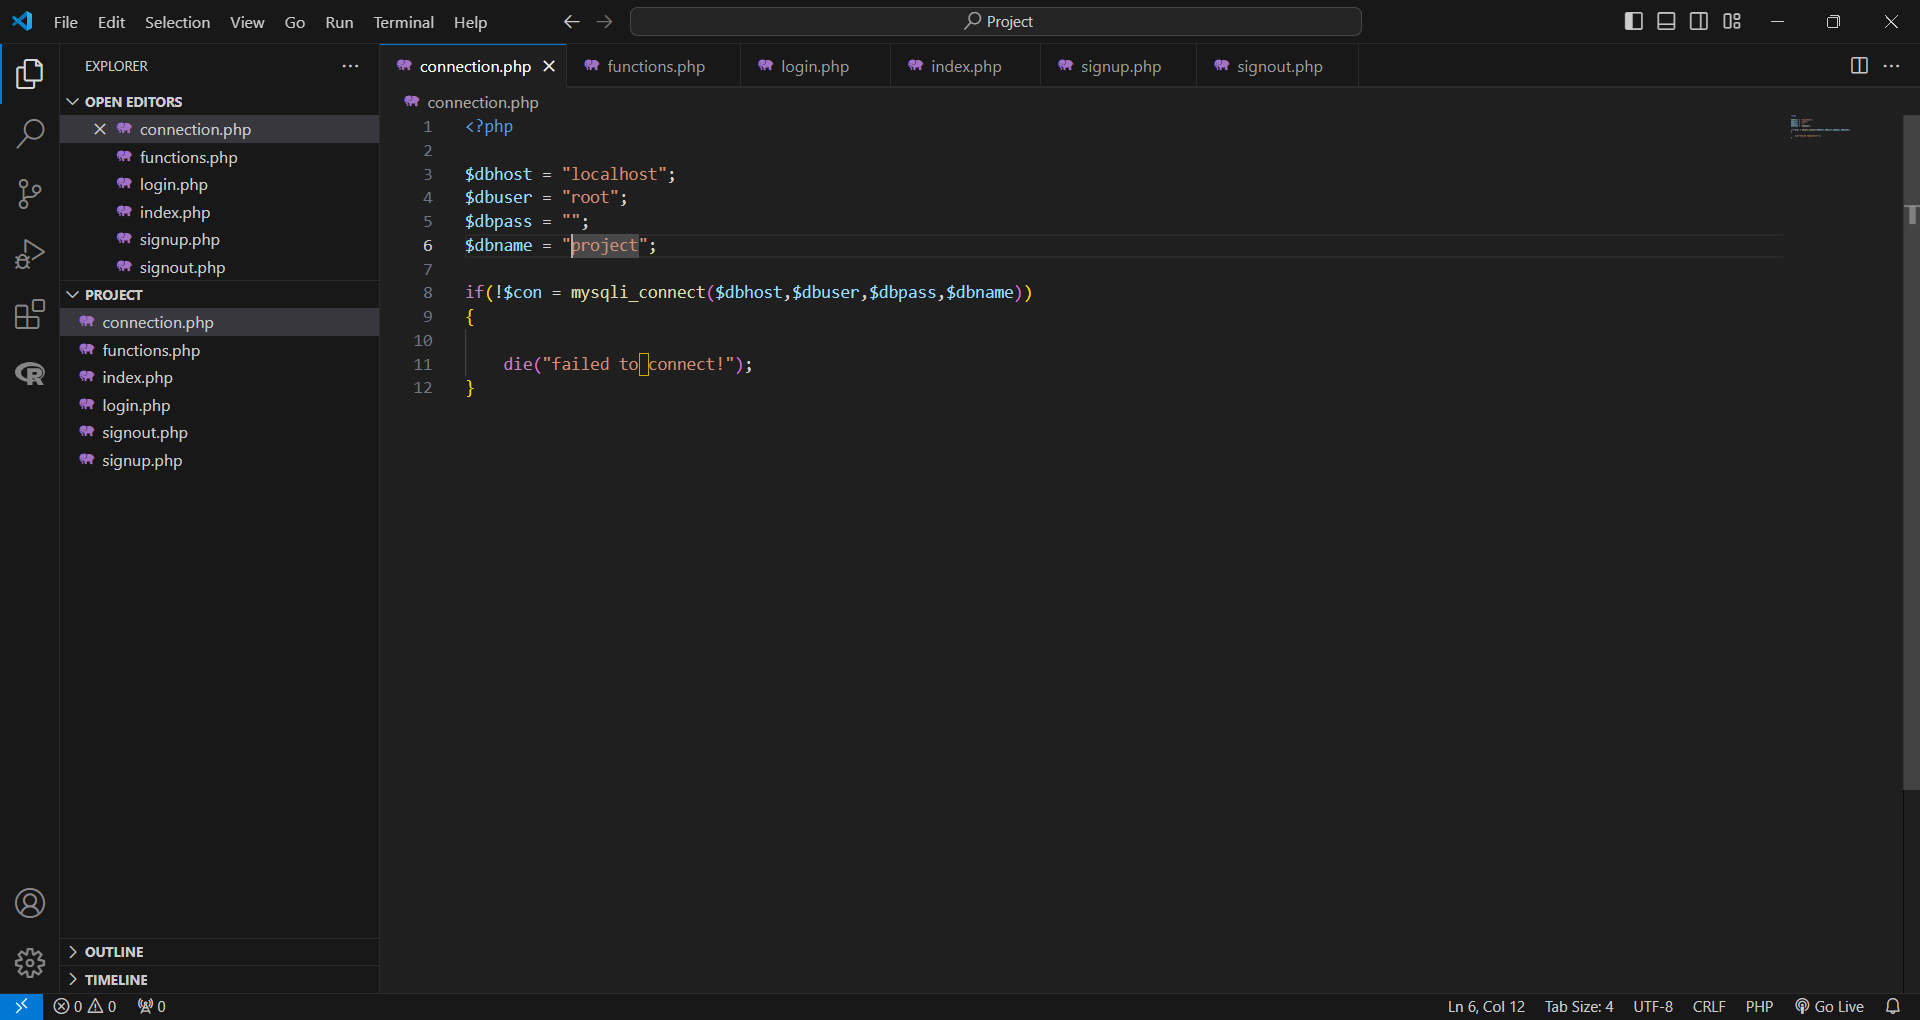 File Edit Selection View Go Run Terminal Help
Project
EXPLORER
OPEN EDITORS
connection.php
functions.php
login.php
index.php
signup.php
signout.php
PROJECT
connection.php
functions.php
index.php
login.php
signout.php
signup.php
OUTLINE
TIMELINE
connection.php functions.php login.php index.php signup.php signout.php
connection.php
1 <?php
2
3 $dbhost = "localhost";
4 $dbuser = "root";
5 $dbpass = "";
6 $dbname = "project";
7
8 if(!$con = mysqli_connect($dbhost,$dbuser,$dbpass,$dbname))
9 {
10
11     die("failed to connect!");
12 }
0 0 0 Ln 6, Col 12 Tab Size: 4 UTF-8 CRLF PHP Go Live